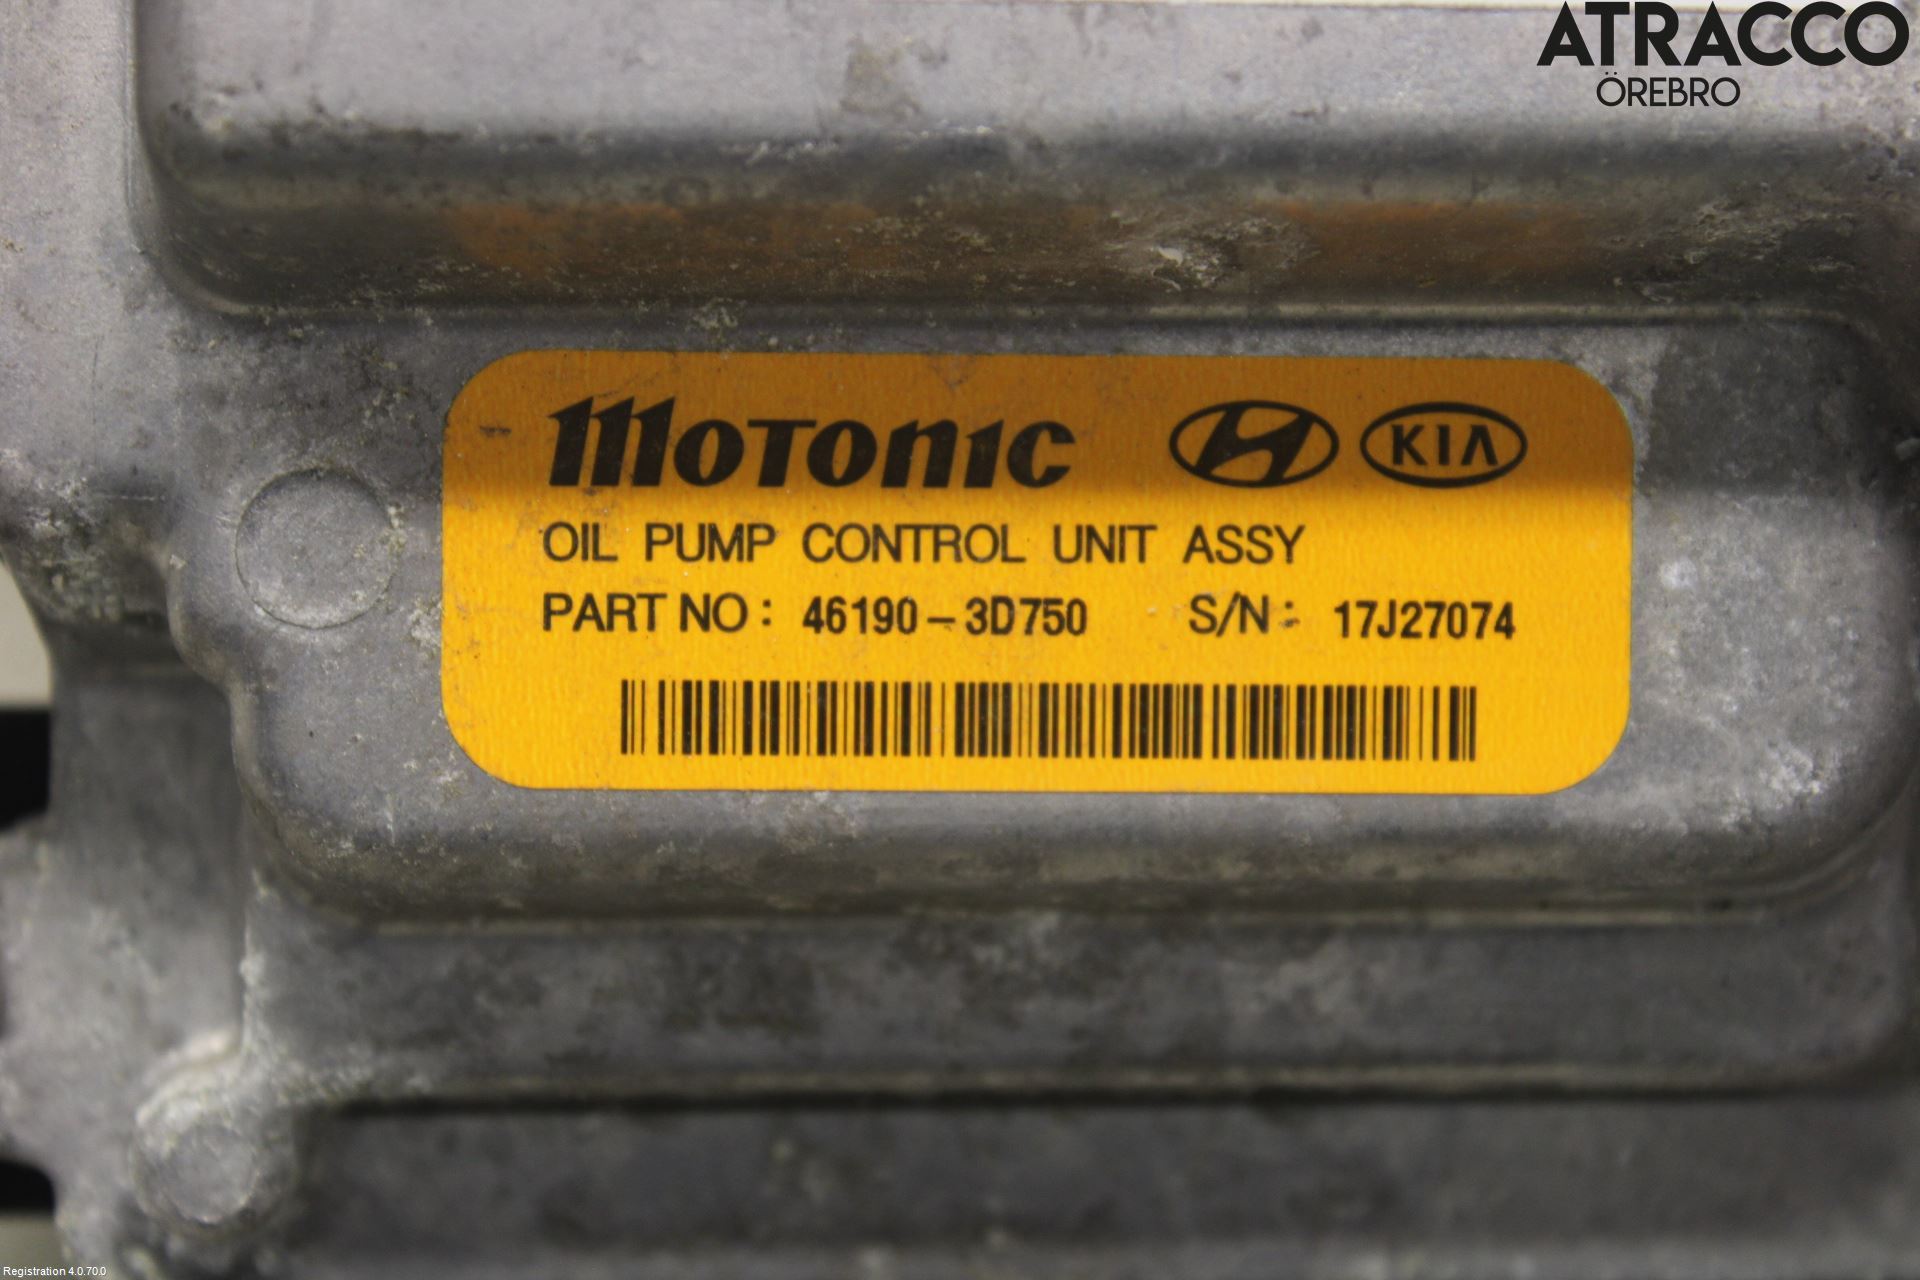 ATRACCO
ÖREBRO
MOTONIC KIA
OIL PUMP CONTROL UNIT ASSY
PART NO : 46190-3D750 S/N : 17J27074
Registration 4.0.70.0